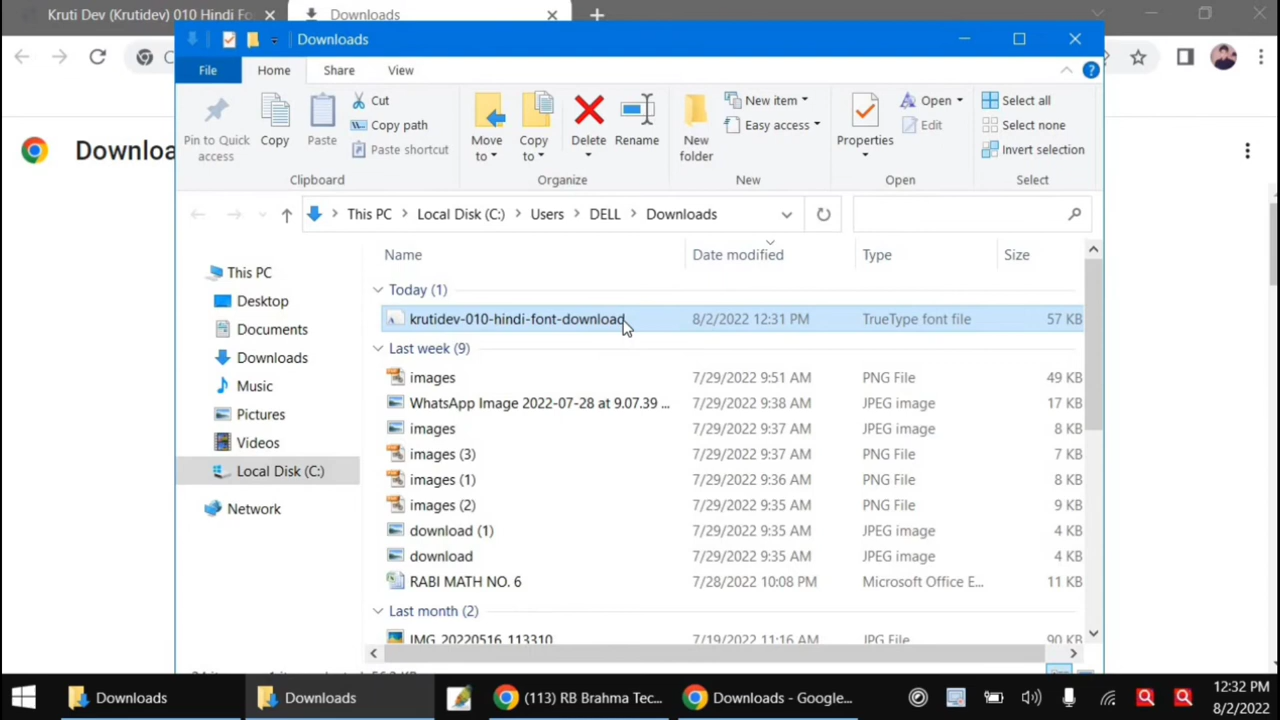 Kruti Dev (Krutidev) 010 Hindi Fo
Downloads
Downloads
File
Home
Share
View
Pin to Quick access
Copy
Paste
Cut
Copy path
Paste shortcut
Clipboard
Move to
Copy to
Delete
Rename
Organize
New folder
New item
Easy access
New
Properties
Open
Edit
Open
Select all
Select none
Invert selection
Select
This PC > Local Disk (C:) > Users > DELL > Downloads
Downloa
Name Date modified Type Size
This PC
Desktop
Documents
Downloads
Music
Pictures
Videos
Local Disk (C:)
Network
Today (1)
krutidev-010-hindi-font-download 8/2/2022 12:31 PM TrueType font file 57 KB
Last week (9)
images 7/29/2022 9:51 AM PNG File 49 KB
WhatsApp Image 2022-07-28 at 9.07.39 ... 7/29/2022 9:38 AM JPEG image 17 KB
images 7/29/2022 9:37 AM JPEG image 8 KB
images (3) 7/29/2022 9:37 AM PNG File 7 KB
images (1) 7/29/2022 9:36 AM PNG File 8 KB
images (2) 7/29/2022 9:35 AM PNG File 9 KB
download (1) 7/29/2022 9:35 AM JPEG image 4 KB
download 7/29/2022 9:35 AM JPEG image 4 KB
RABI MATH NO. 6 7/28/2022 10:08 PM Microsoft Office E... 11 KB
Last month (2)
IMG_20220516_113310 7/19/2022 11:16 AM JPG File 90 KB
Downloads
Downloads
(113) RB Brahma Tec...
Downloads - Google...
12:32 PM
8/2/2022